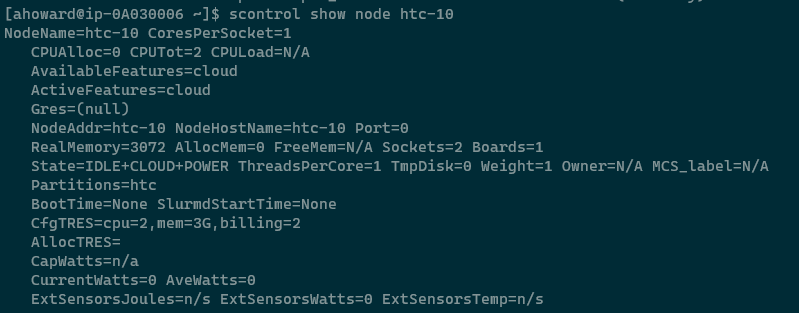 [ahoward@ip-0A030006 ~]$ scontrol show node htc-10
NodeName=htc-10 CoresPerSocket=1
CPUAlloc=0 CPUTot=2 CPULoad=N/A
AvailableFeatures=cloud
ActiveFeatures=cloud
Gres=(null)
NodeAddr=htc-10 NodeHostName=htc-10 Port=0
RealMemory=3072 AllocMem=0 FreeMem=N/A Sockets=2 Boards=1
State=IDLE+CLOUD+POWER ThreadsPerCore=1 TmpDisk=0 Weight=1 Owner=N/A MCS_label=N/A
Partitions=htc
BootTime=None SlurmdStartTime=None
CfgTRES=cpu=2,mem=3G,billing=2
AllocTRES=
CapWatts=n/a
CurrentWatts=0 AveWatts=0
ExtSensorsJoules=n/s ExtSensorsWatts=0 ExtSensorsTemp=n/s